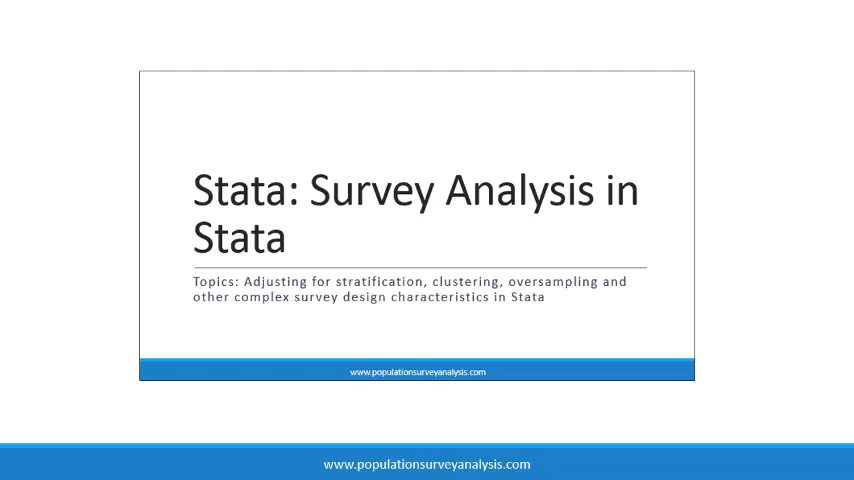 Stata: Survey Analysis in
Stata
Topics: Adjusting for stratification, clustering, oversampling and
other complex survey design characteristics in Stata
www.populationsurveyanalysis.com
www.populationsurveyanalysis.com